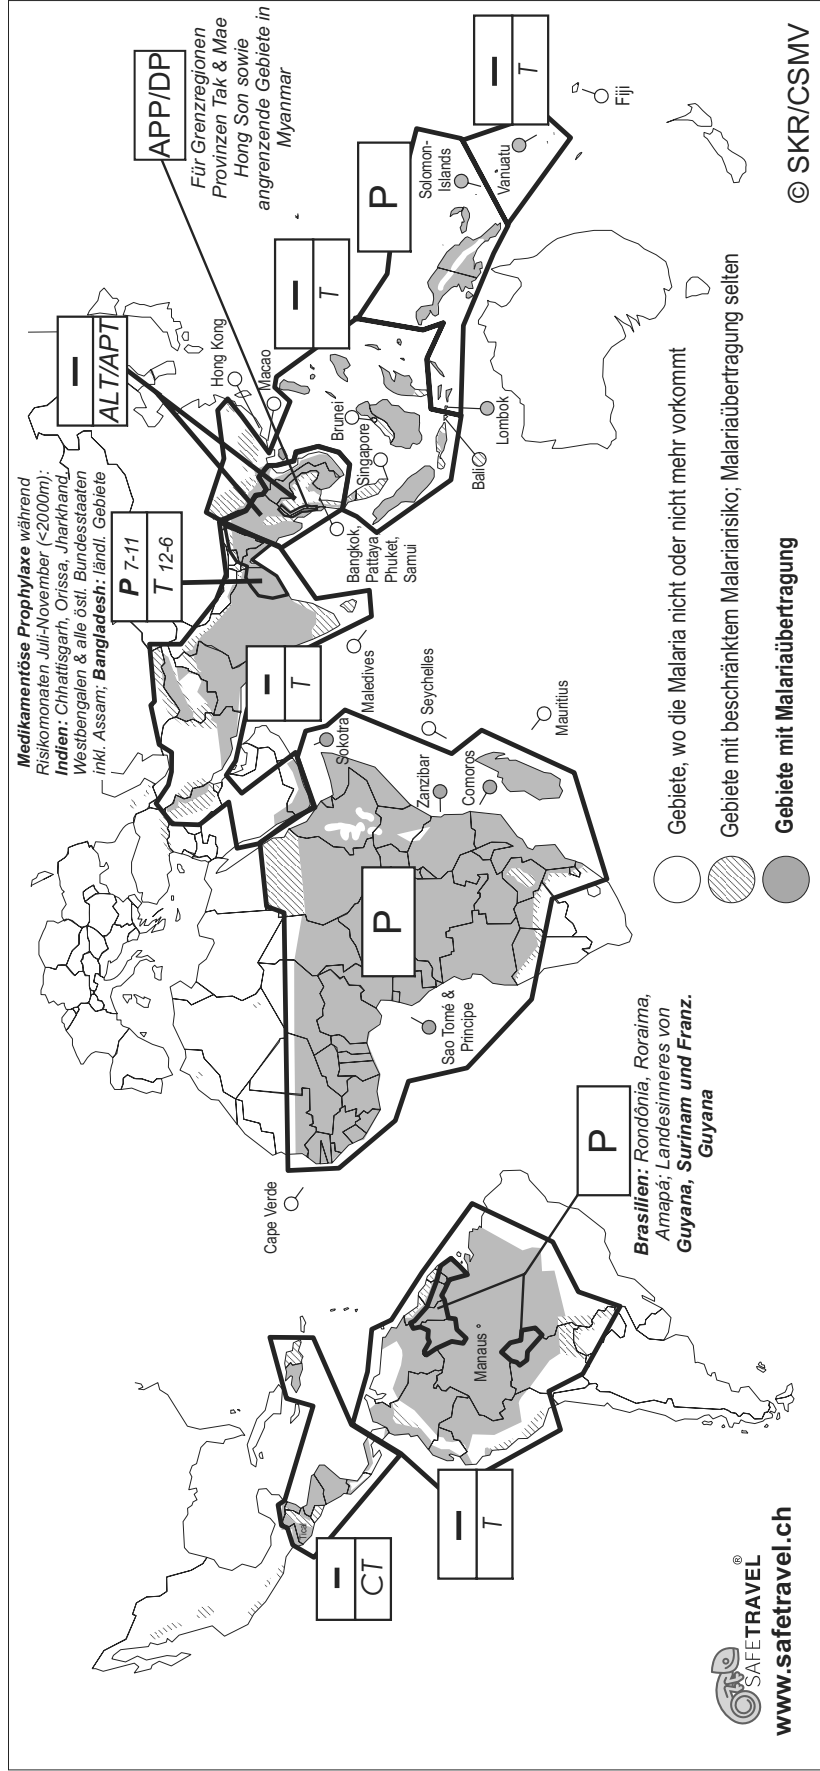 Medikamentöse Prophylaxe während
Risikomonaten Juli-November (<2000m):
Indien: Chhattisgarh, Orissa, Jharkhand,
Westbengalen & alle östl. Bundesstaaten
inkl. Assam; Bangladesh: ländl. Gebiete
P 7-11
T 12-6
–
ALT/APT
APP/DP
Für Grenzregionen
Provinzen Tak & Mae
Hong Son sowie
angrenzende Gebiete in
Myanmar
Hong Kong
Macao
–
T
P
–
T
Solomon-
Islands
Vanuatu
Fiji
Brunei
Singapore
Bangkok,
Pattaya
Phuket,
Samui
Bali
Lombok
–
T
Maledives
Sokotra
Seychelles
Zanzibar
Comoros
Mauritius
P
Sao Tomé &
Principe
Cape Verde
Manaus °
P
Brasilien: Rondônia, Roraima,
Amapá; Landesinneres von
Guyana, Surinam und Franz.
Guyana
Tical
–
CT
–
T
Gebiete, wo die Malaria nicht oder nicht mehr vorkommt
Gebiete mit beschränktem Malariarisiko; Malariaübertragung selten
Gebiete mit Malariaübertragung
SAFETRAVEL®
www.safetravel.ch
© SKR/CSMV